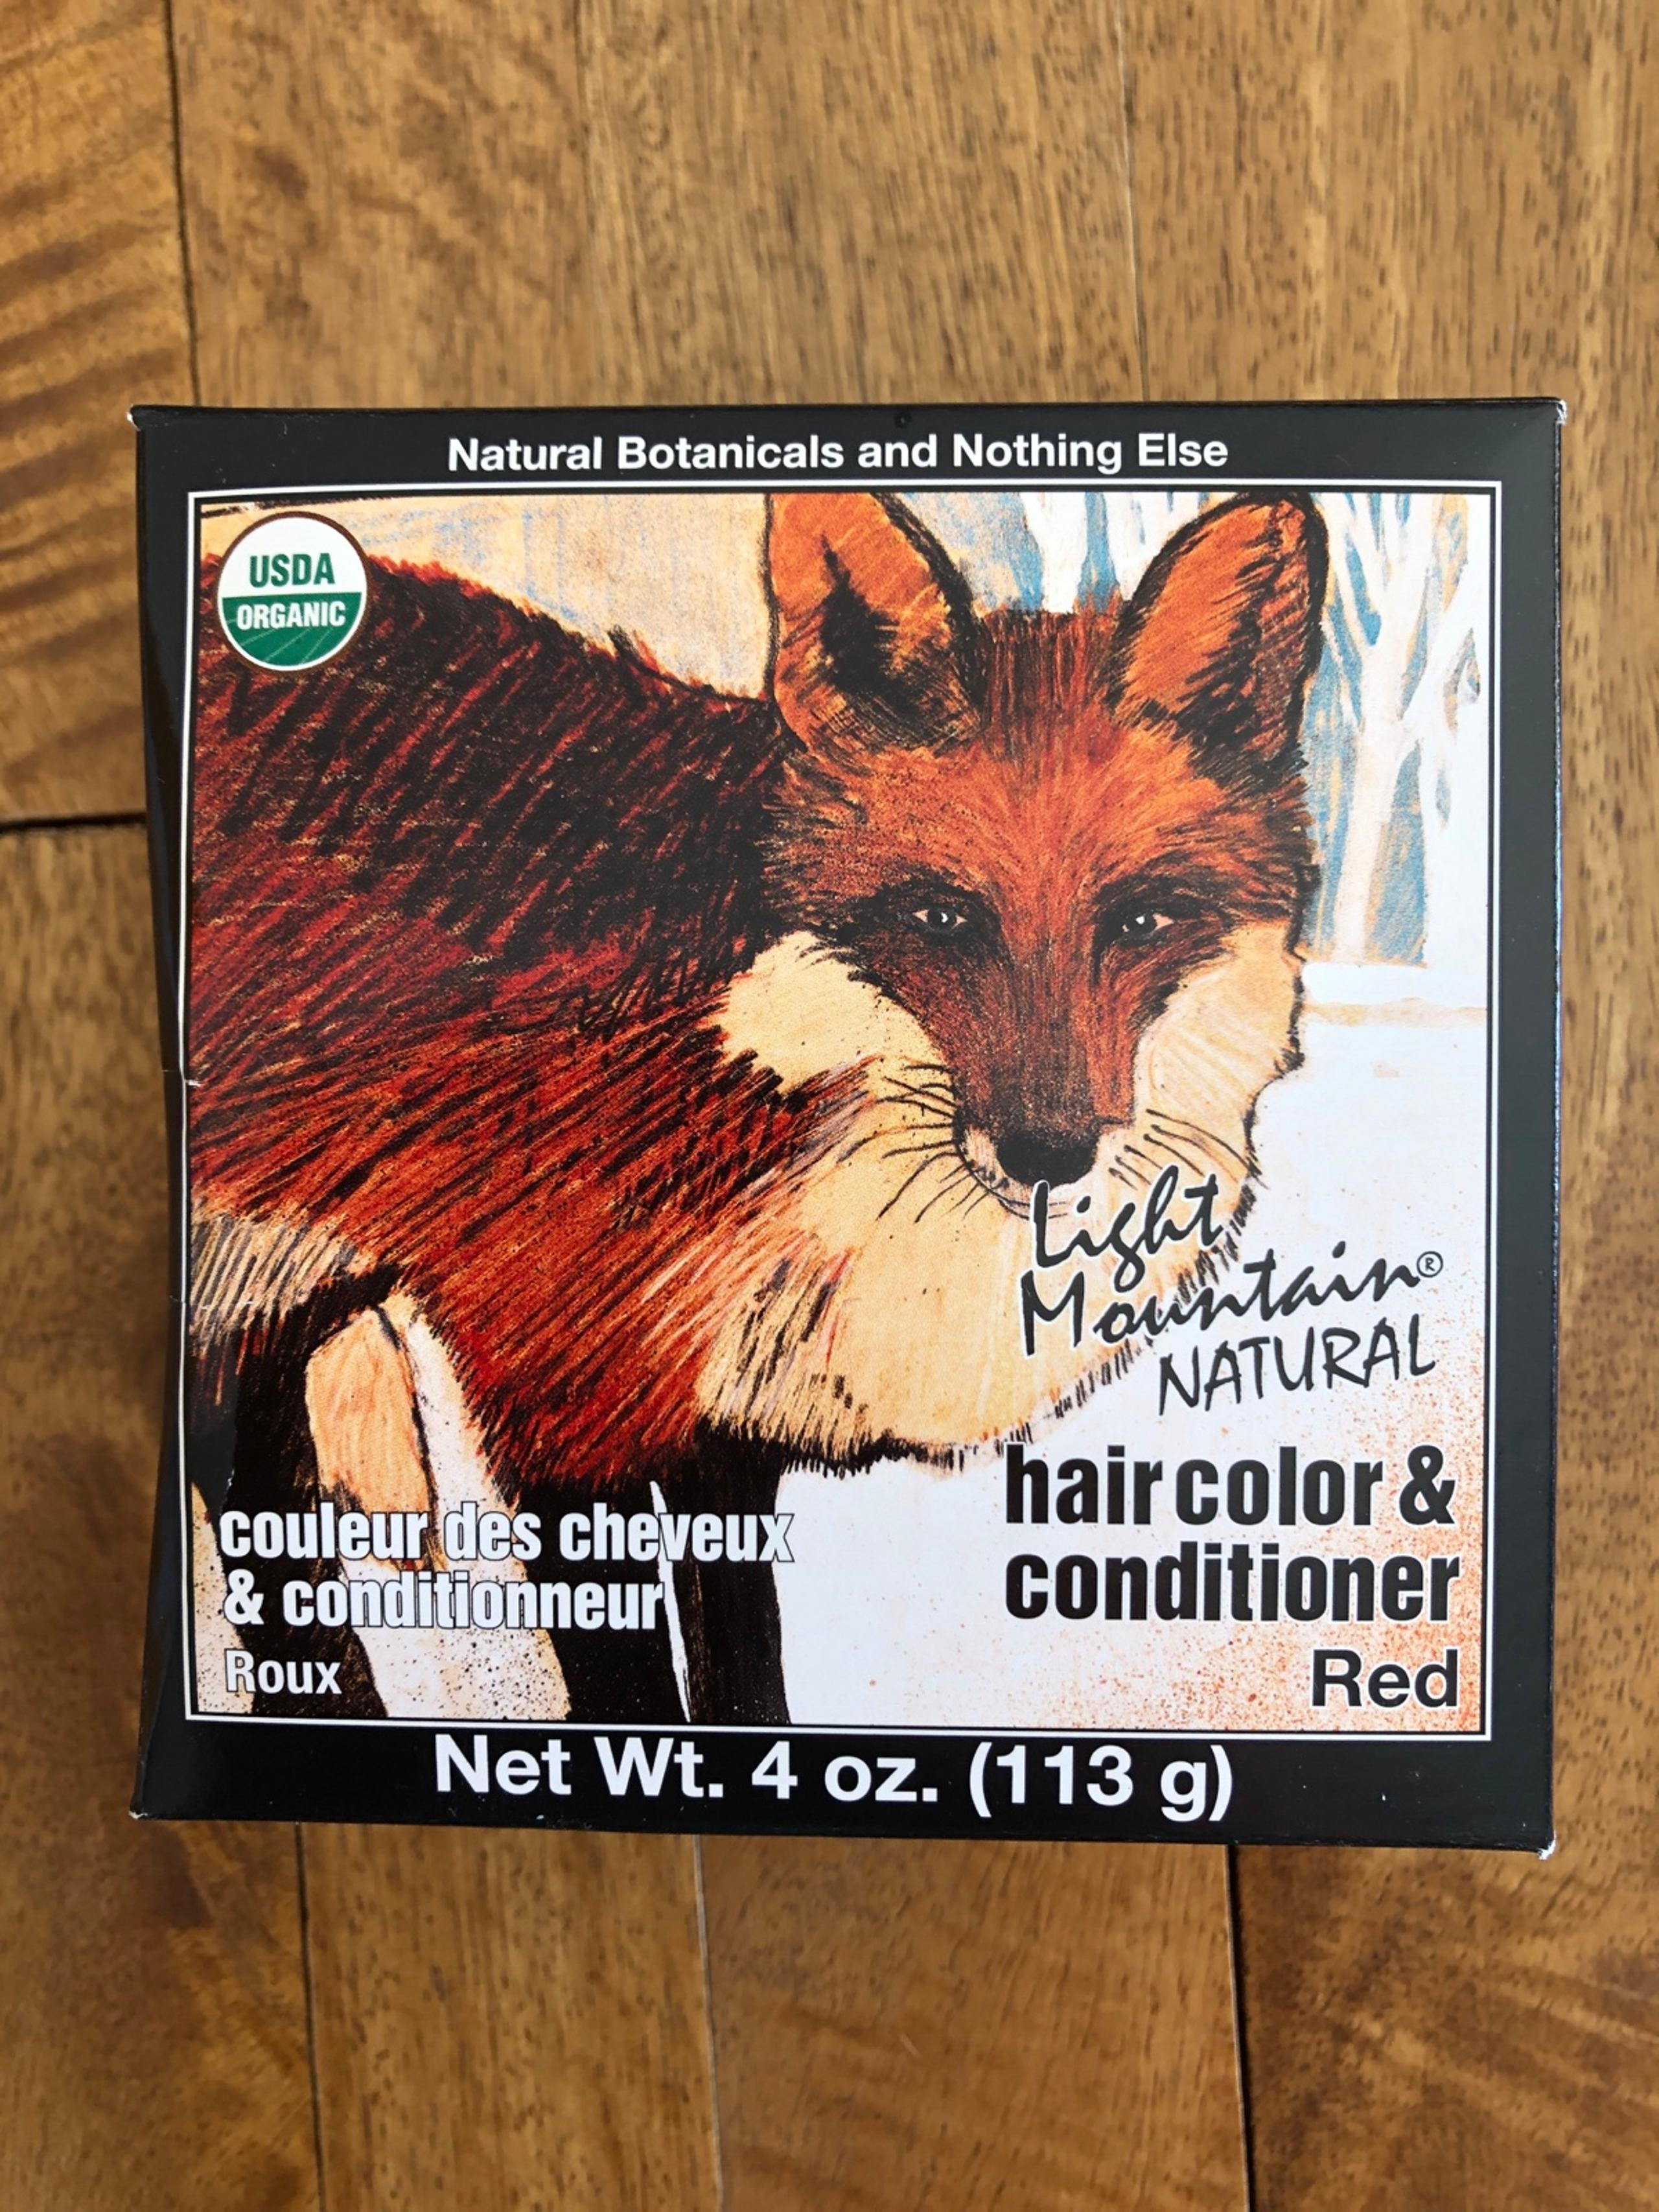 Natural Botanicals and Nothing Else
USDA
ORGANIC
Light
Mountain®
NATURAL
hair color &
conditioner
Red
couleur des cheveux
& conditionneur
Roux
Net Wt. 4 oz. (113 g)